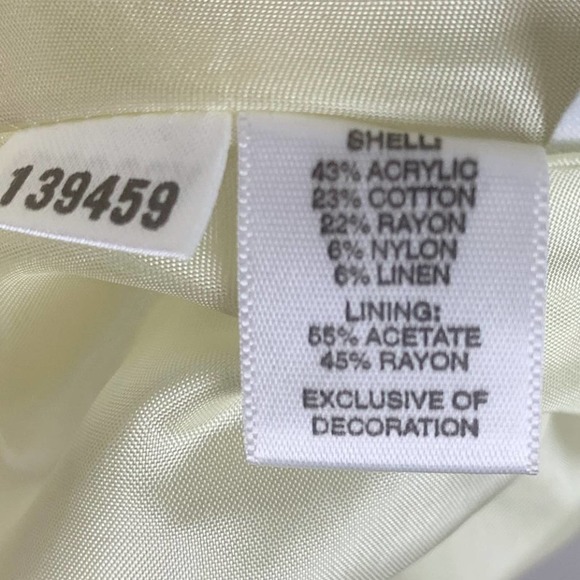 139459
SHELL:
43% ACRYLIC
23% COTTON
22% RAYON
6% NYLON
6% LINEN
LINING:
55% ACETATE
45% RAYON
EXCLUSIVE OF
DECORATION